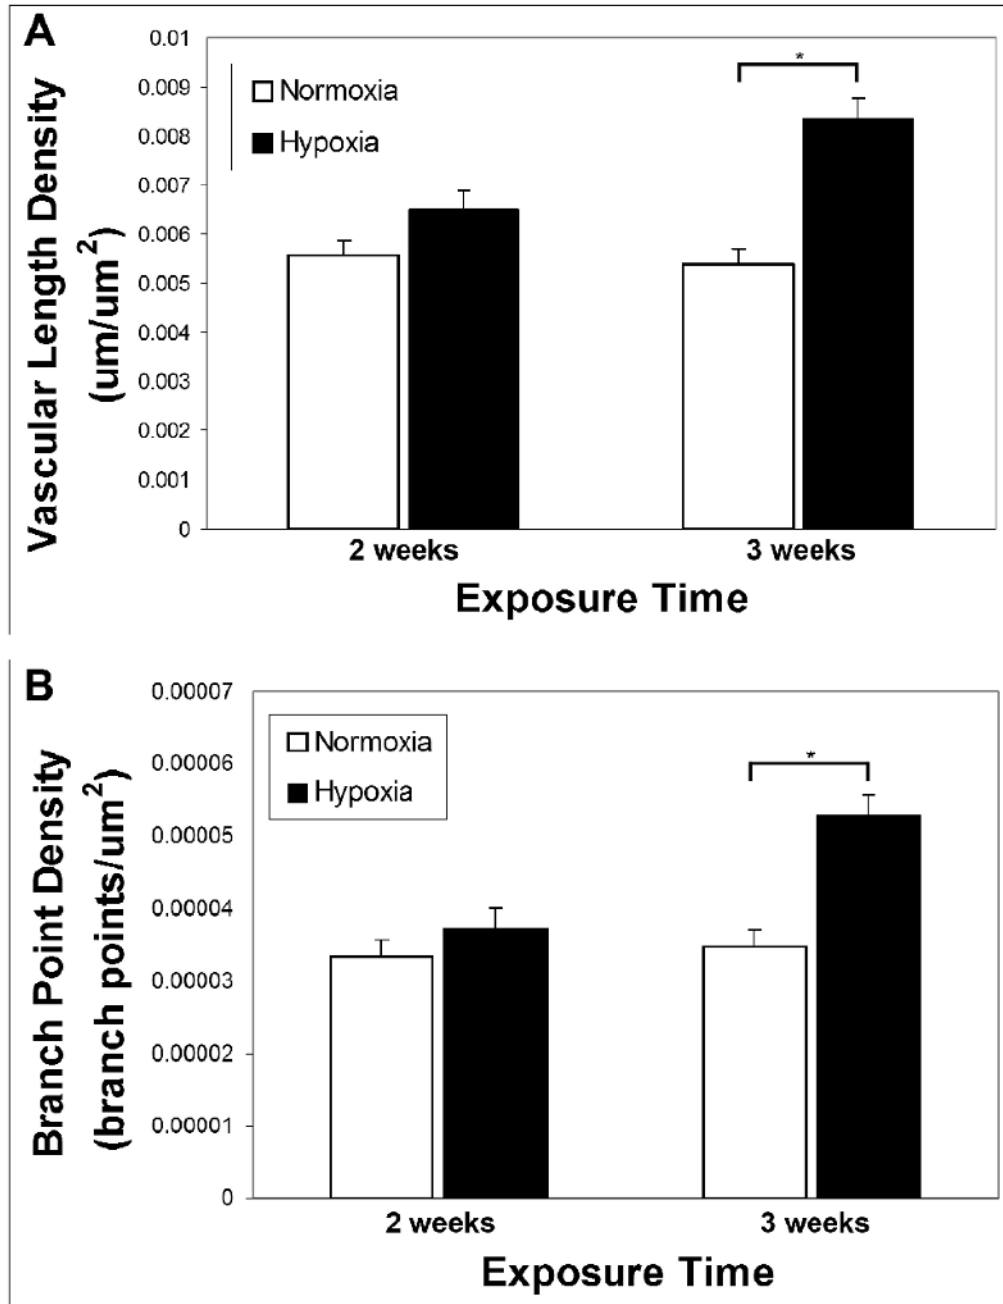 A
Vascular Length Density
(um/um²)
0.01
0.009
0.008
0.007
0.006
0.005
0.004
0.003
0.002
0.001
0
Normoxia
Hypoxia
*
2 weeks
3 weeks
Exposure Time
B
Branch Point Density
(branch points/um²)
0.00007
0.00006
0.00005
0.00004
0.00003
0.00002
0.00001
0
Normoxia
Hypoxia
*
2 weeks
3 weeks
Exposure Time